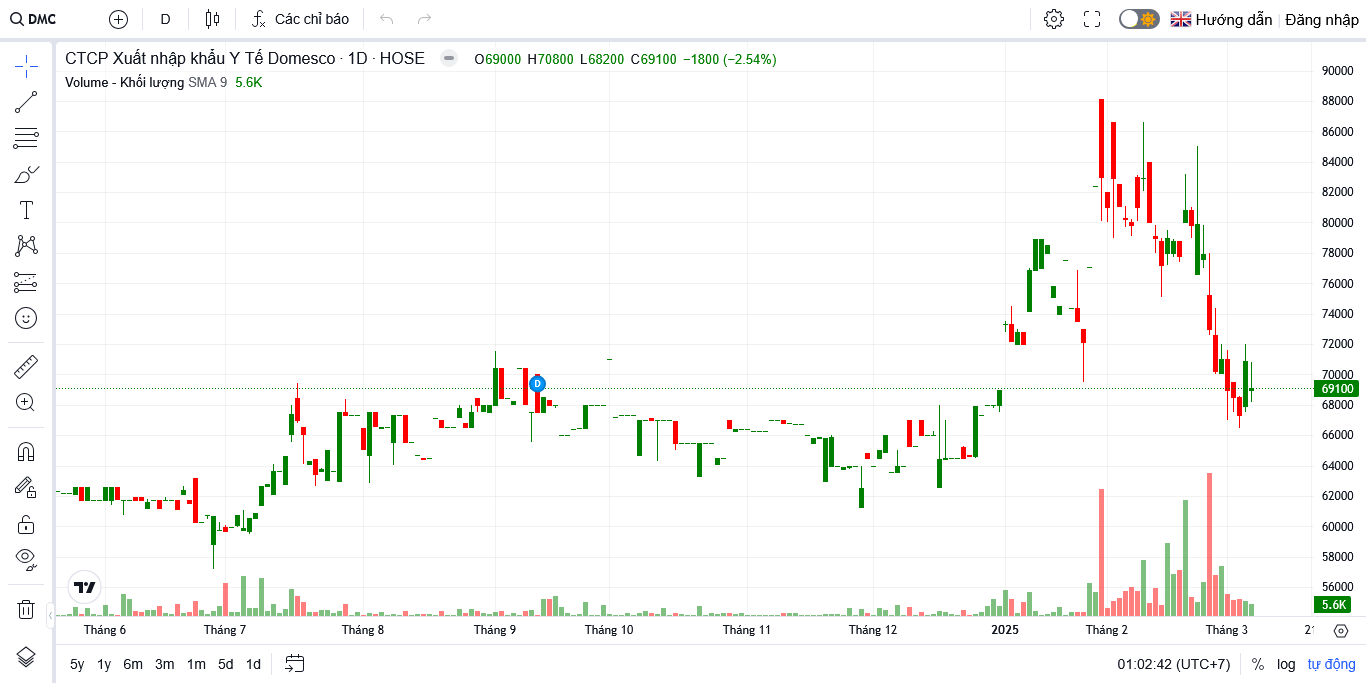 DMC D Các chỉ báo Hướng dẫn Đăng nhập
CTCP Xuất nhập khẩu Y Tế Domesco · 1D · HOSE O69000 H70800 L68200 C69100 −1800 (−2.54%)
Volume - Khối lượng SMA 9 5.6K
90000
88000
86000
84000
82000
80000
78000
76000
74000
72000
70000
69100
68000
66000
64000
62000
60000
58000
56000
5.6K
D
Tháng 6 Tháng 7 Tháng 8 Tháng 9 Tháng 10 Tháng 11 Tháng 12 2025 Tháng 2 Tháng 3
5y 1y 6m 3m 1m 5d 1d 01:02:42 (UTC+7) % log tự động